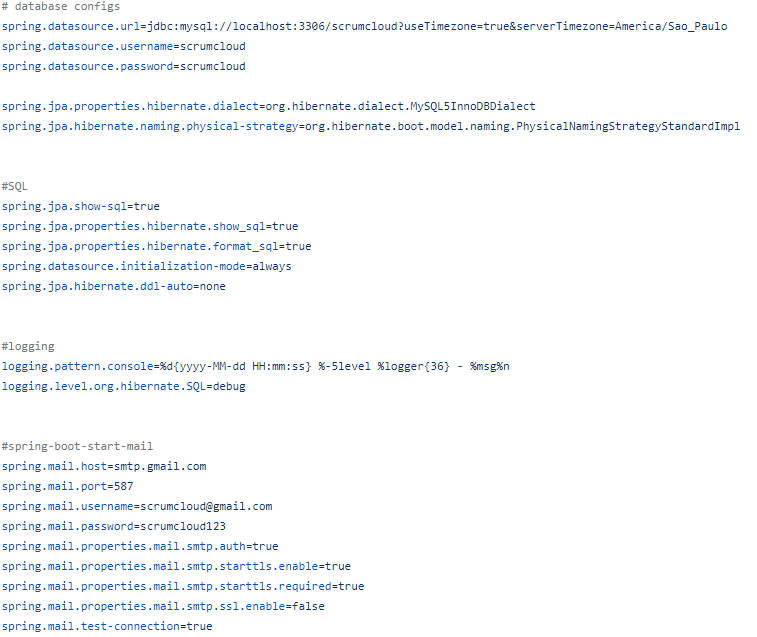 # database configs
spring.datasource.url=jdbc:mysql://localhost:3306/scrumcloud?useTimezone=true&serverTimezone=America/Sao_Paulo
spring.datasource.username=scrumcloud
spring.datasource.password=scrumcloud
spring.jpa.properties.hibernate.dialect=org.hibernate.dialect.MySQL5InnoDBDialect
spring.jpa.hibernate.naming.physical-strategy=org.hibernate.boot.model.naming.PhysicalNamingStrategyStandardImpl
#SQL
spring.jpa.show-sql=true
spring.jpa.properties.hibernate.show_sql=true
spring.jpa.properties.hibernate.format_sql=true
spring.datasource.initialization-mode=always
spring.jpa.hibernate.ddl-auto=none
#logging
logging.pattern.console=%d{yyyy-MM-dd HH:mm:ss} %-5level %logger{36} - %msg%n
logging.level.org.hibernate.SQL=debug
#spring-boot-start-mail
spring.mail.host=smtp.gmail.com
spring.mail.port=587
spring.mail.username=scrumcloud@gmail.com
spring.mail.password=scrumcloud123
spring.mail.properties.mail.smtp.auth=true
spring.mail.properties.mail.smtp.starttls.enable=true
spring.mail.properties.mail.smtp.starttls.required=true
spring.mail.properties.mail.smtp.ssl.enable=false
spring.mail.test-connection=true